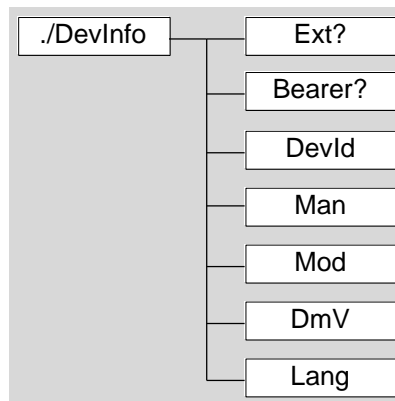 ./DevInfo
Ext?
Bearer?
DevId
Man
Mod
DmV
Lang